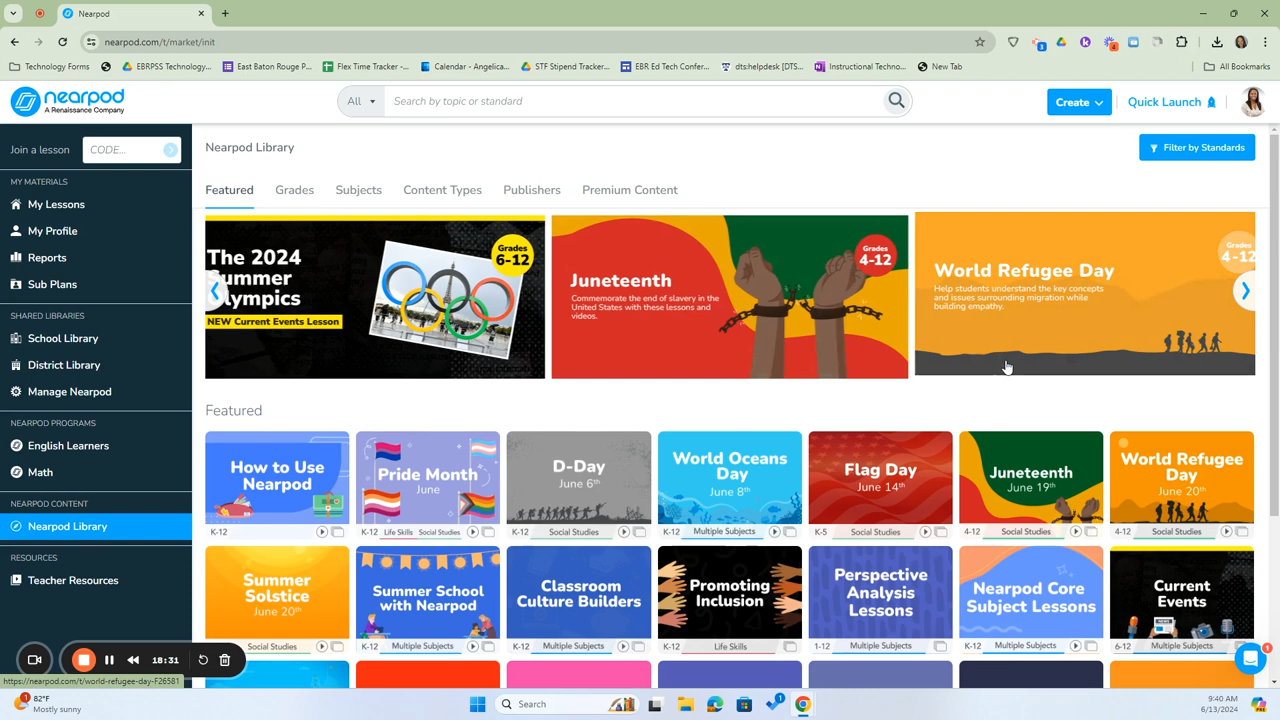 Nearpod
nearpod.com/t/market/init
3
4
Technology Forms
EBRPSS Technology...
East Baton Rouge P...
Flex Time Tracker -...
Calendar - Angelica...
STF Stipend Tracker...
EBR Ed Tech Confer...
dts:helpdesk [DTS...
Instructional Techno...
New Tab
All Bookmarks
nearpod
A Renaissance Company
All
Search by topic or standard
Create
Quick Launch
Join a lesson
CODE...
MY MATERIALS
My Lessons
My Profile
Reports
Sub Plans
SHARED LIBRARIES
School Library
District Library
Manage Nearpod
NEARPOD PROGRAMS
English Learners
Math
NEARPOD CONTENT
Nearpod Library
RESOURCES
Teacher Resources
Nearpod Library
Filter by Standards
Featured
Grades
Subjects
Content Types
Publishers
Premium Content
The 2024
Summer
Olympics
NEW Current Events Lesson
Grades
6-12
Juneteenth
Commemorate the end of slavery in the
United States with these lessons and
videos.
Grades
4-12
World Refugee Day
Help students understand the key concepts
and issues surrounding migration while
building empathy.
Grades
4-12
Featured
How to Use
Nearpod
K-12
Pride Month
June
K-12 Life Skills Social Studies
D-Day
June 6th
K-12 Social Studies
World Oceans
Day
June 8th
K-12 Multiple Subjects
Flag Day
June 14th
K-5 Social Studies
Juneteenth
June 19th
4-12 Social Studies
World Refugee
Day
June 20th
4-12 Social Studies
Summer
Solstice
June 20th
Social Studies
Summer School
with Nearpod
K-12 Multiple Subjects
Classroom
Culture Builders
K-12 Multiple Subjects
Promoting
Inclusion
K-12 Life Skills
Perspective
Analysis
Lessons
1-12 Multiple Subjects
Nearpod Core
Subject Lessons
K-12 Multiple Subjects
Current
Events
6-12 Multiple Subjects
1
18:31
https://nearpod.com/t/world-refugee-day-F26581
1
82°F
Mostly sunny
Search
1
9:40 AM
6/13/2024